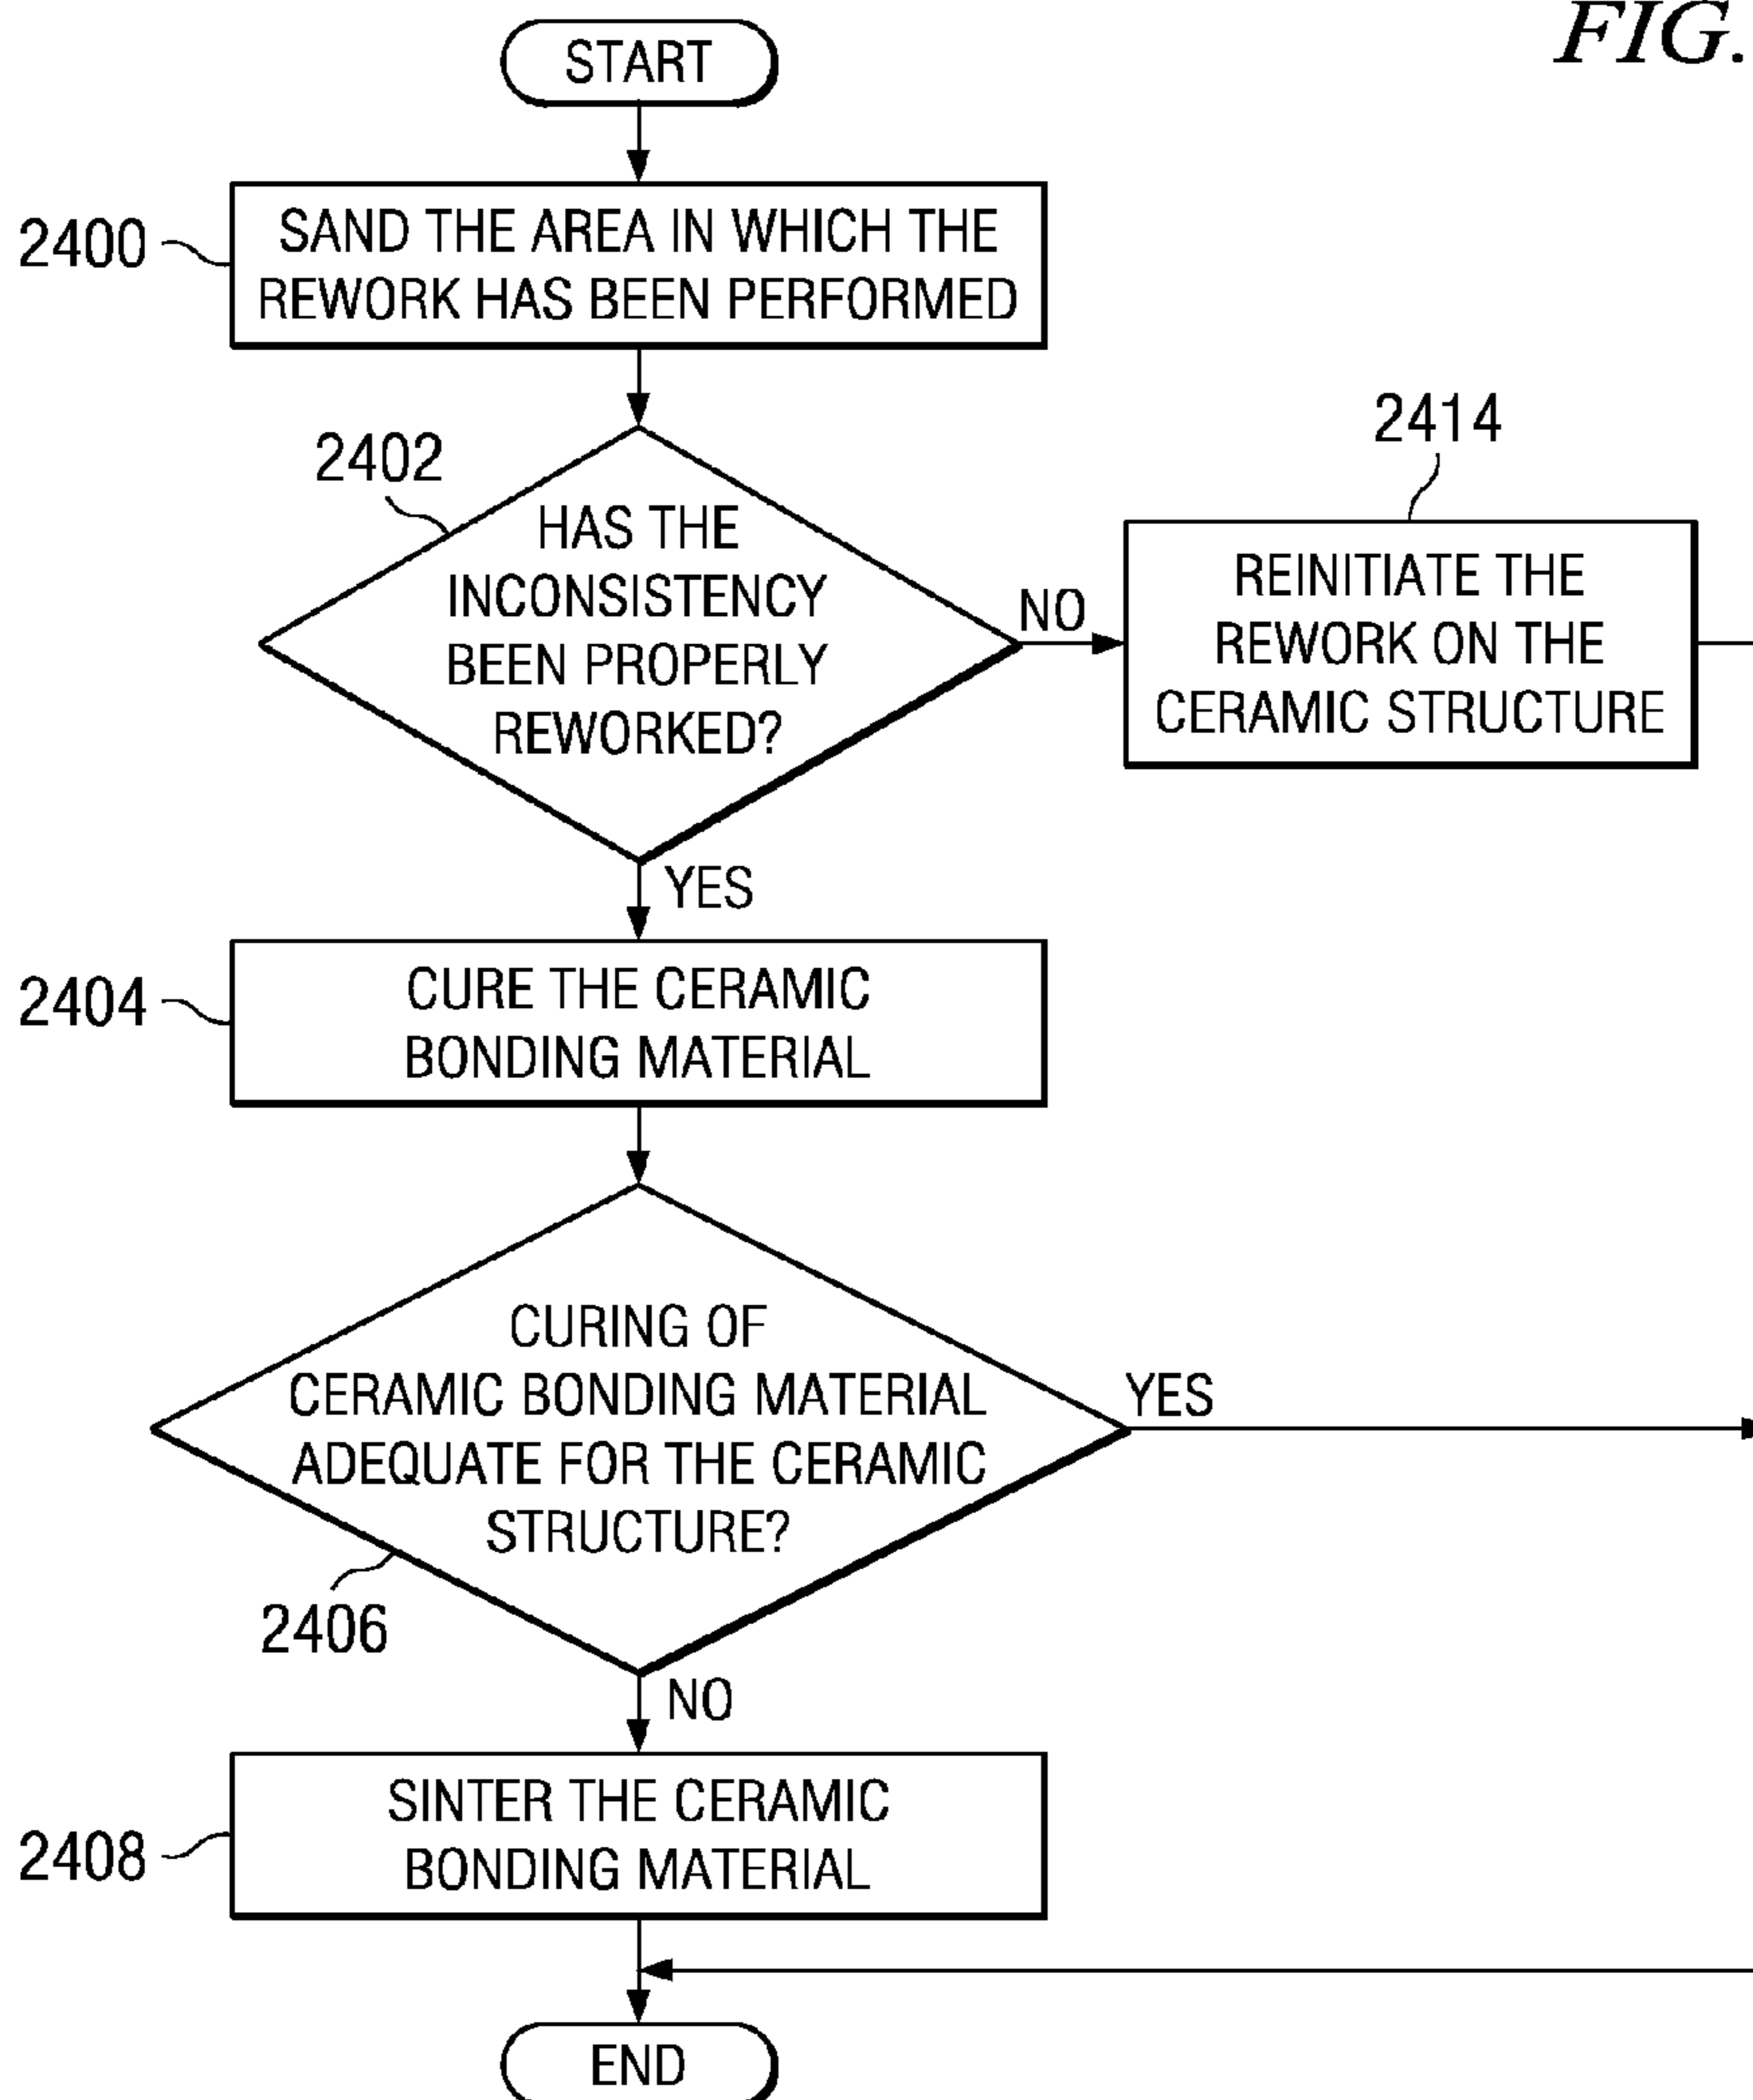 FIG.
START
2400
SAND THE AREA IN WHICH THE
REWORK HAS BEEN PERFORMED
2402
HAS THE
INCONSISTENCY
BEEN PROPERLY
REWORKED?
NO
2414
REINITIATE THE
REWORK ON THE
CERAMIC STRUCTURE
YES
2404
CURE THE CERAMIC
BONDING MATERIAL
CURING OF
CERAMIC BONDING MATERIAL
ADEQUATE FOR THE CERAMIC
STRUCTURE?
YES
2406
NO
2408
SINTER THE CERAMIC
BONDING MATERIAL
END